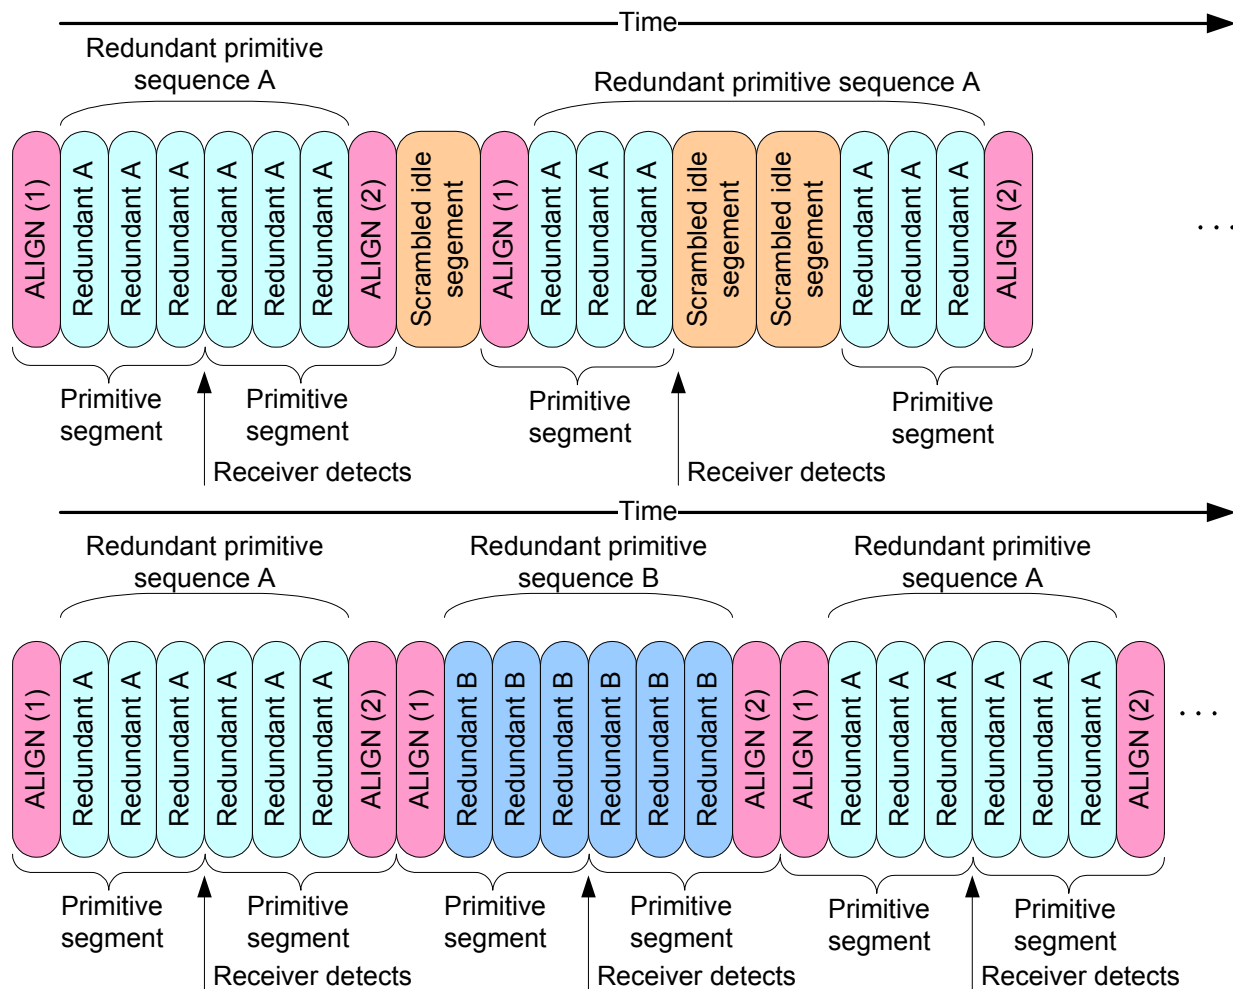 Time
Redundant primitive
sequence A
Redundant primitive sequence A
ALIGN (1)
Redundant A
Redundant A
Redundant A
Redundant A
Redundant A
Redundant A
ALIGN (2)
Scrambled idle
segement
ALIGN (1)
Redundant A
Redundant A
Redundant A
Scrambled idle
segement
Scrambled idle
segement
Redundant A
Redundant A
Redundant A
ALIGN (2)
. . .
Primitive
segment
Primitive
segment
Primitive
segment
Primitive
segment
Receiver detects
Receiver detects
Time
Redundant primitive
sequence A
Redundant primitive
sequence B
Redundant primitive
sequence A
ALIGN (1)
Redundant A
Redundant A
Redundant A
Redundant A
Redundant A
Redundant A
ALIGN (2)
ALIGN (1)
Redundant B
Redundant B
Redundant B
Redundant B
Redundant B
Redundant B
ALIGN (2)
ALIGN (1)
Redundant A
Redundant A
Redundant A
Redundant A
Redundant A
Redundant A
ALIGN (2)
. . .
Primitive
segment
Primitive
segment
Primitive
segment
Primitive
segment
Primitive
segment
Primitive
segment
Receiver detects
Receiver detects
Receiver detects